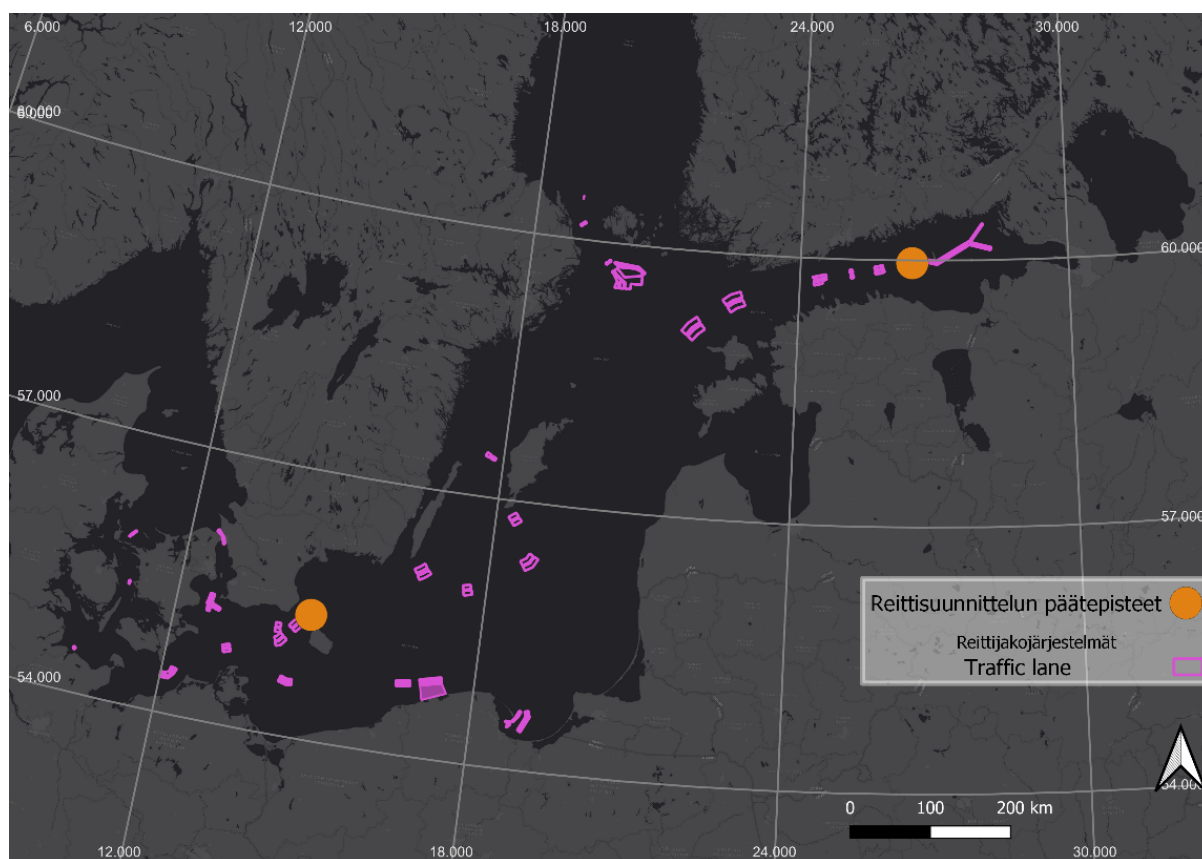 6.000 12.000 18.000 24.000 30.000
60.000
60.000
57.000
57.000
Reittisuunnittelun päätepisteet
Reittijakojärjestelmät
Traffic lane
54.000
54.000
0 100 200 km
12.000 18.000 24.000 30.000